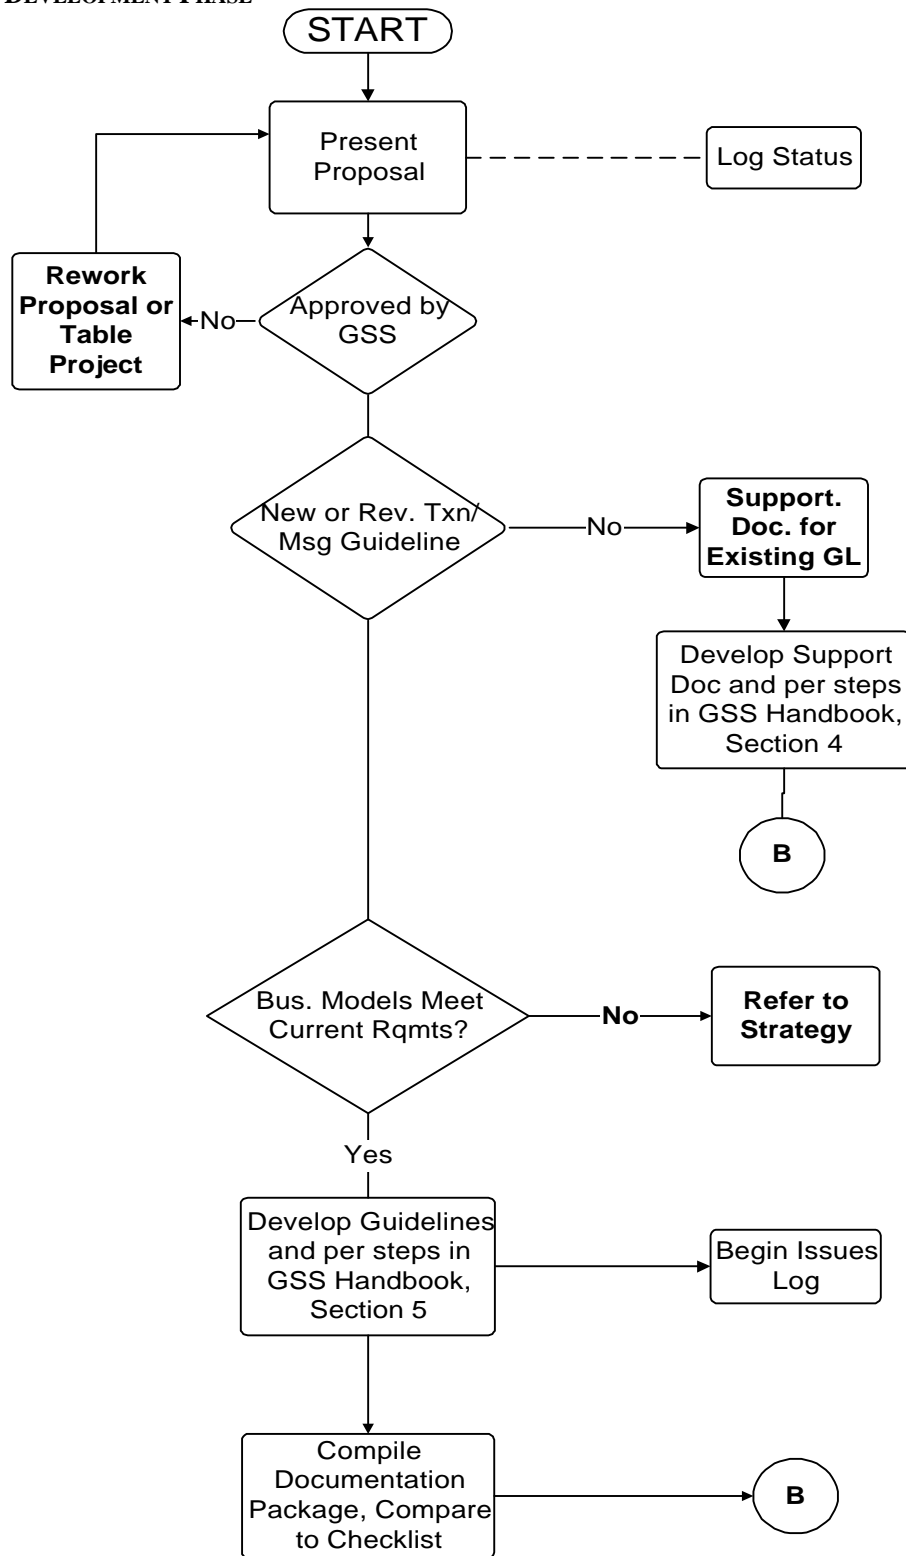 DEVELOPMENT PHASE
START
Present
Proposal
Log Status
Rework
Proposal or
Table
Project
No
Approved by
GSS
New or Rev. Txn/
Msg Guideline
No
Support.
Doc. for
Existing GL
Develop Support
Doc and per steps
in GSS Handbook,
Section 4
B
Bus. Models Meet
Current Rqmts?
No
Refer to
Strategy
Yes
Develop Guidelines
and per steps in
GSS Handbook,
Section 5
Begin Issues
Log
Compile
Documentation
Package, Compare
to Checklist
B